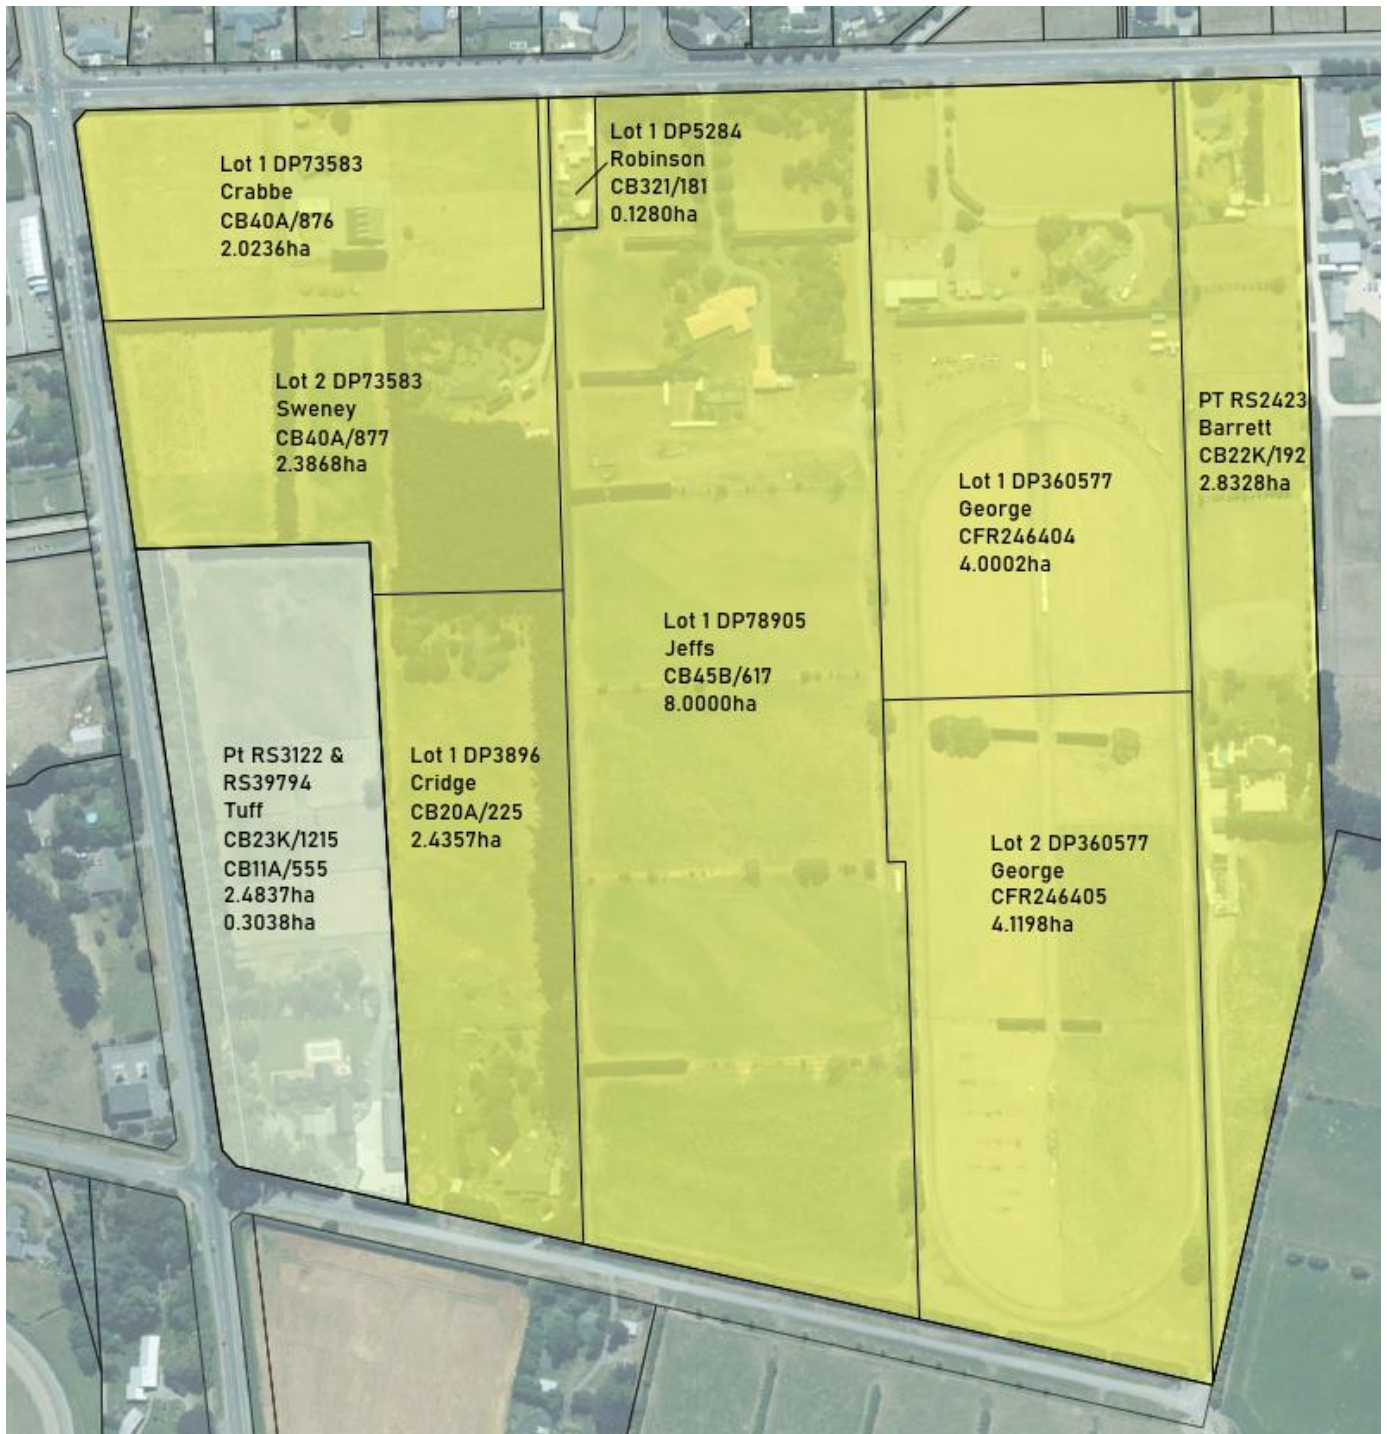 Lot 1 DP5284
Robinson
CB321/181
0.1280ha
Lot 1 DP73583
Crabbe
CB40A/876
2.0236ha
Lot 2 DP73583
Sweney
CB40A/877
2.3868ha
PT RS2423
Barrett
CB22K/192
2.8328ha
Lot 1 DP360577
George
CFR246404
4.0002ha
Lot 1 DP78905
Jeffs
CB45B/617
8.0000ha
Pt RS3122 &
RS39794
Tuff
CB23K/1215
CB11A/555
2.4837ha
0.3038ha
Lot 1 DP3896
Cridge
CB20A/225
2.4357ha
Lot 2 DP360577
George
CFR246405
4.1198ha